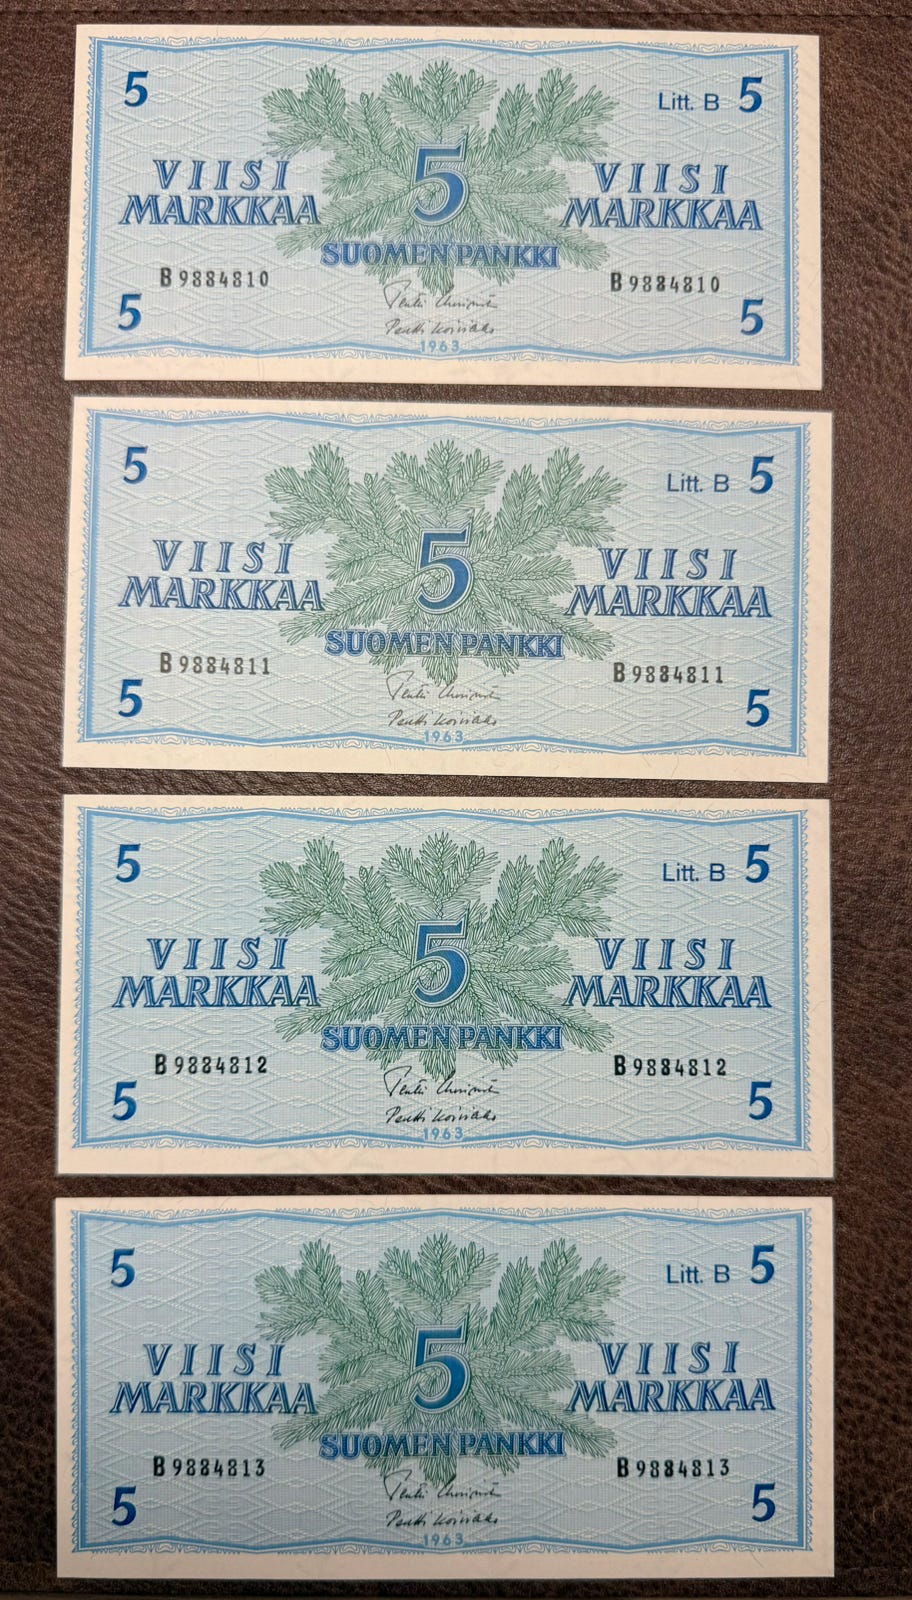 5 Litt. B 5
VIISI VIISI
MARKKAA 5 MARKKAA
SUOMEN PANKKI
B 9884810 B 9884810
5 5
1963
5 Litt. B 5
VIISI VIISI
MARKKAA 5 MARKKAA
SUOMEN PANKKI
B 9884811 B 9884811
5 5
1963
5 Litt. B 5
VIISI VIISI
MARKKAA 5 MARKKAA
SUOMEN PANKKI
B 9884812 B 9884812
5 5
1963
5 Litt. B 5
VIISI VIISI
MARKKAA 5 MARKKAA
SUOMEN PANKKI
B 9884813 B 9884813
5 5
1963